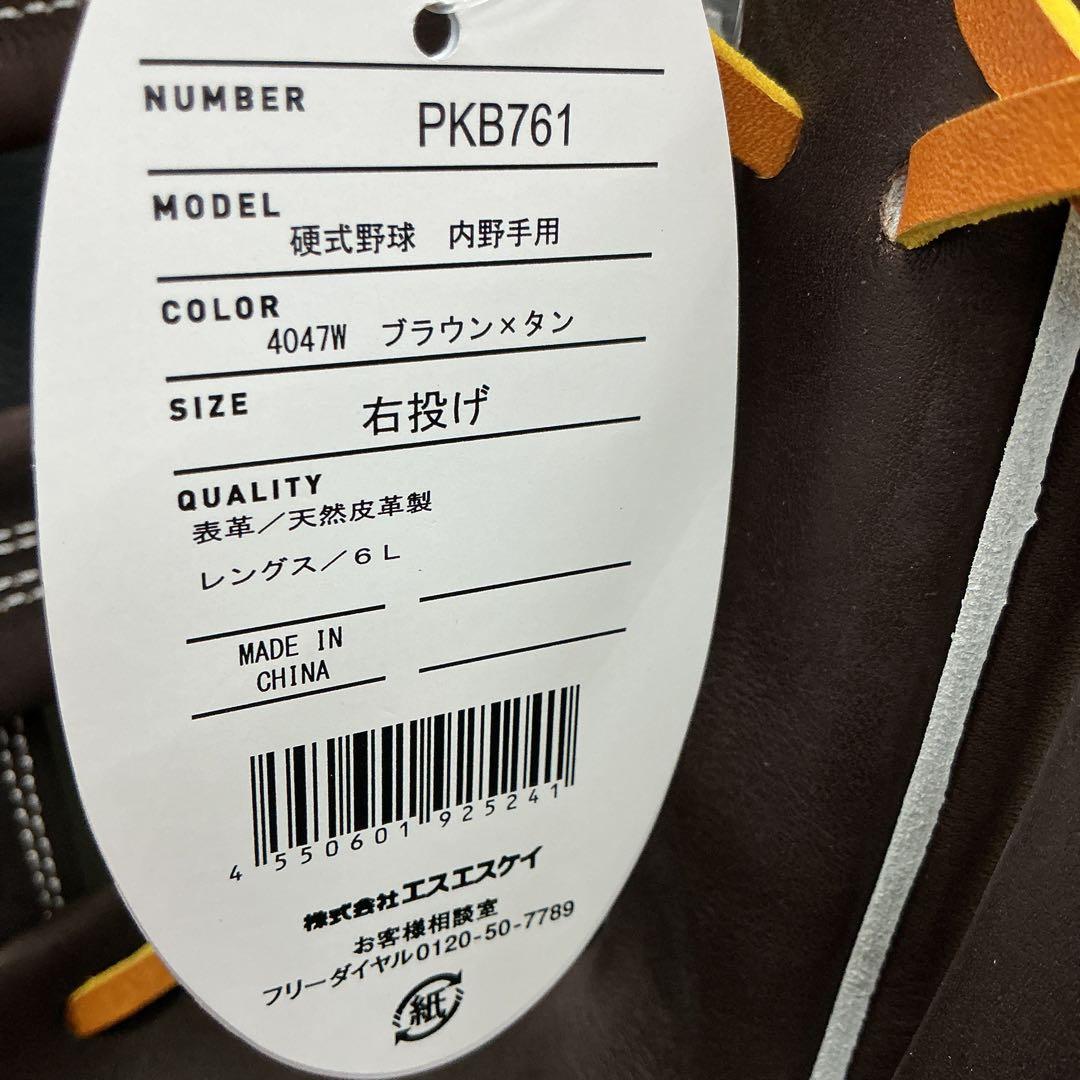 NUMBER
PKB761
MODEL
硬式野球　内野手用
COLOR
4047W　ブラウン×タン
SIZE
右投げ
QUALITY
表革／天然皮革製
レングス／６Ｌ
MADE IN
CHINA
4 550601 925241
株式会社エスエスケイ
お客様相談室
フリーダイヤル0120-50-7789
紙